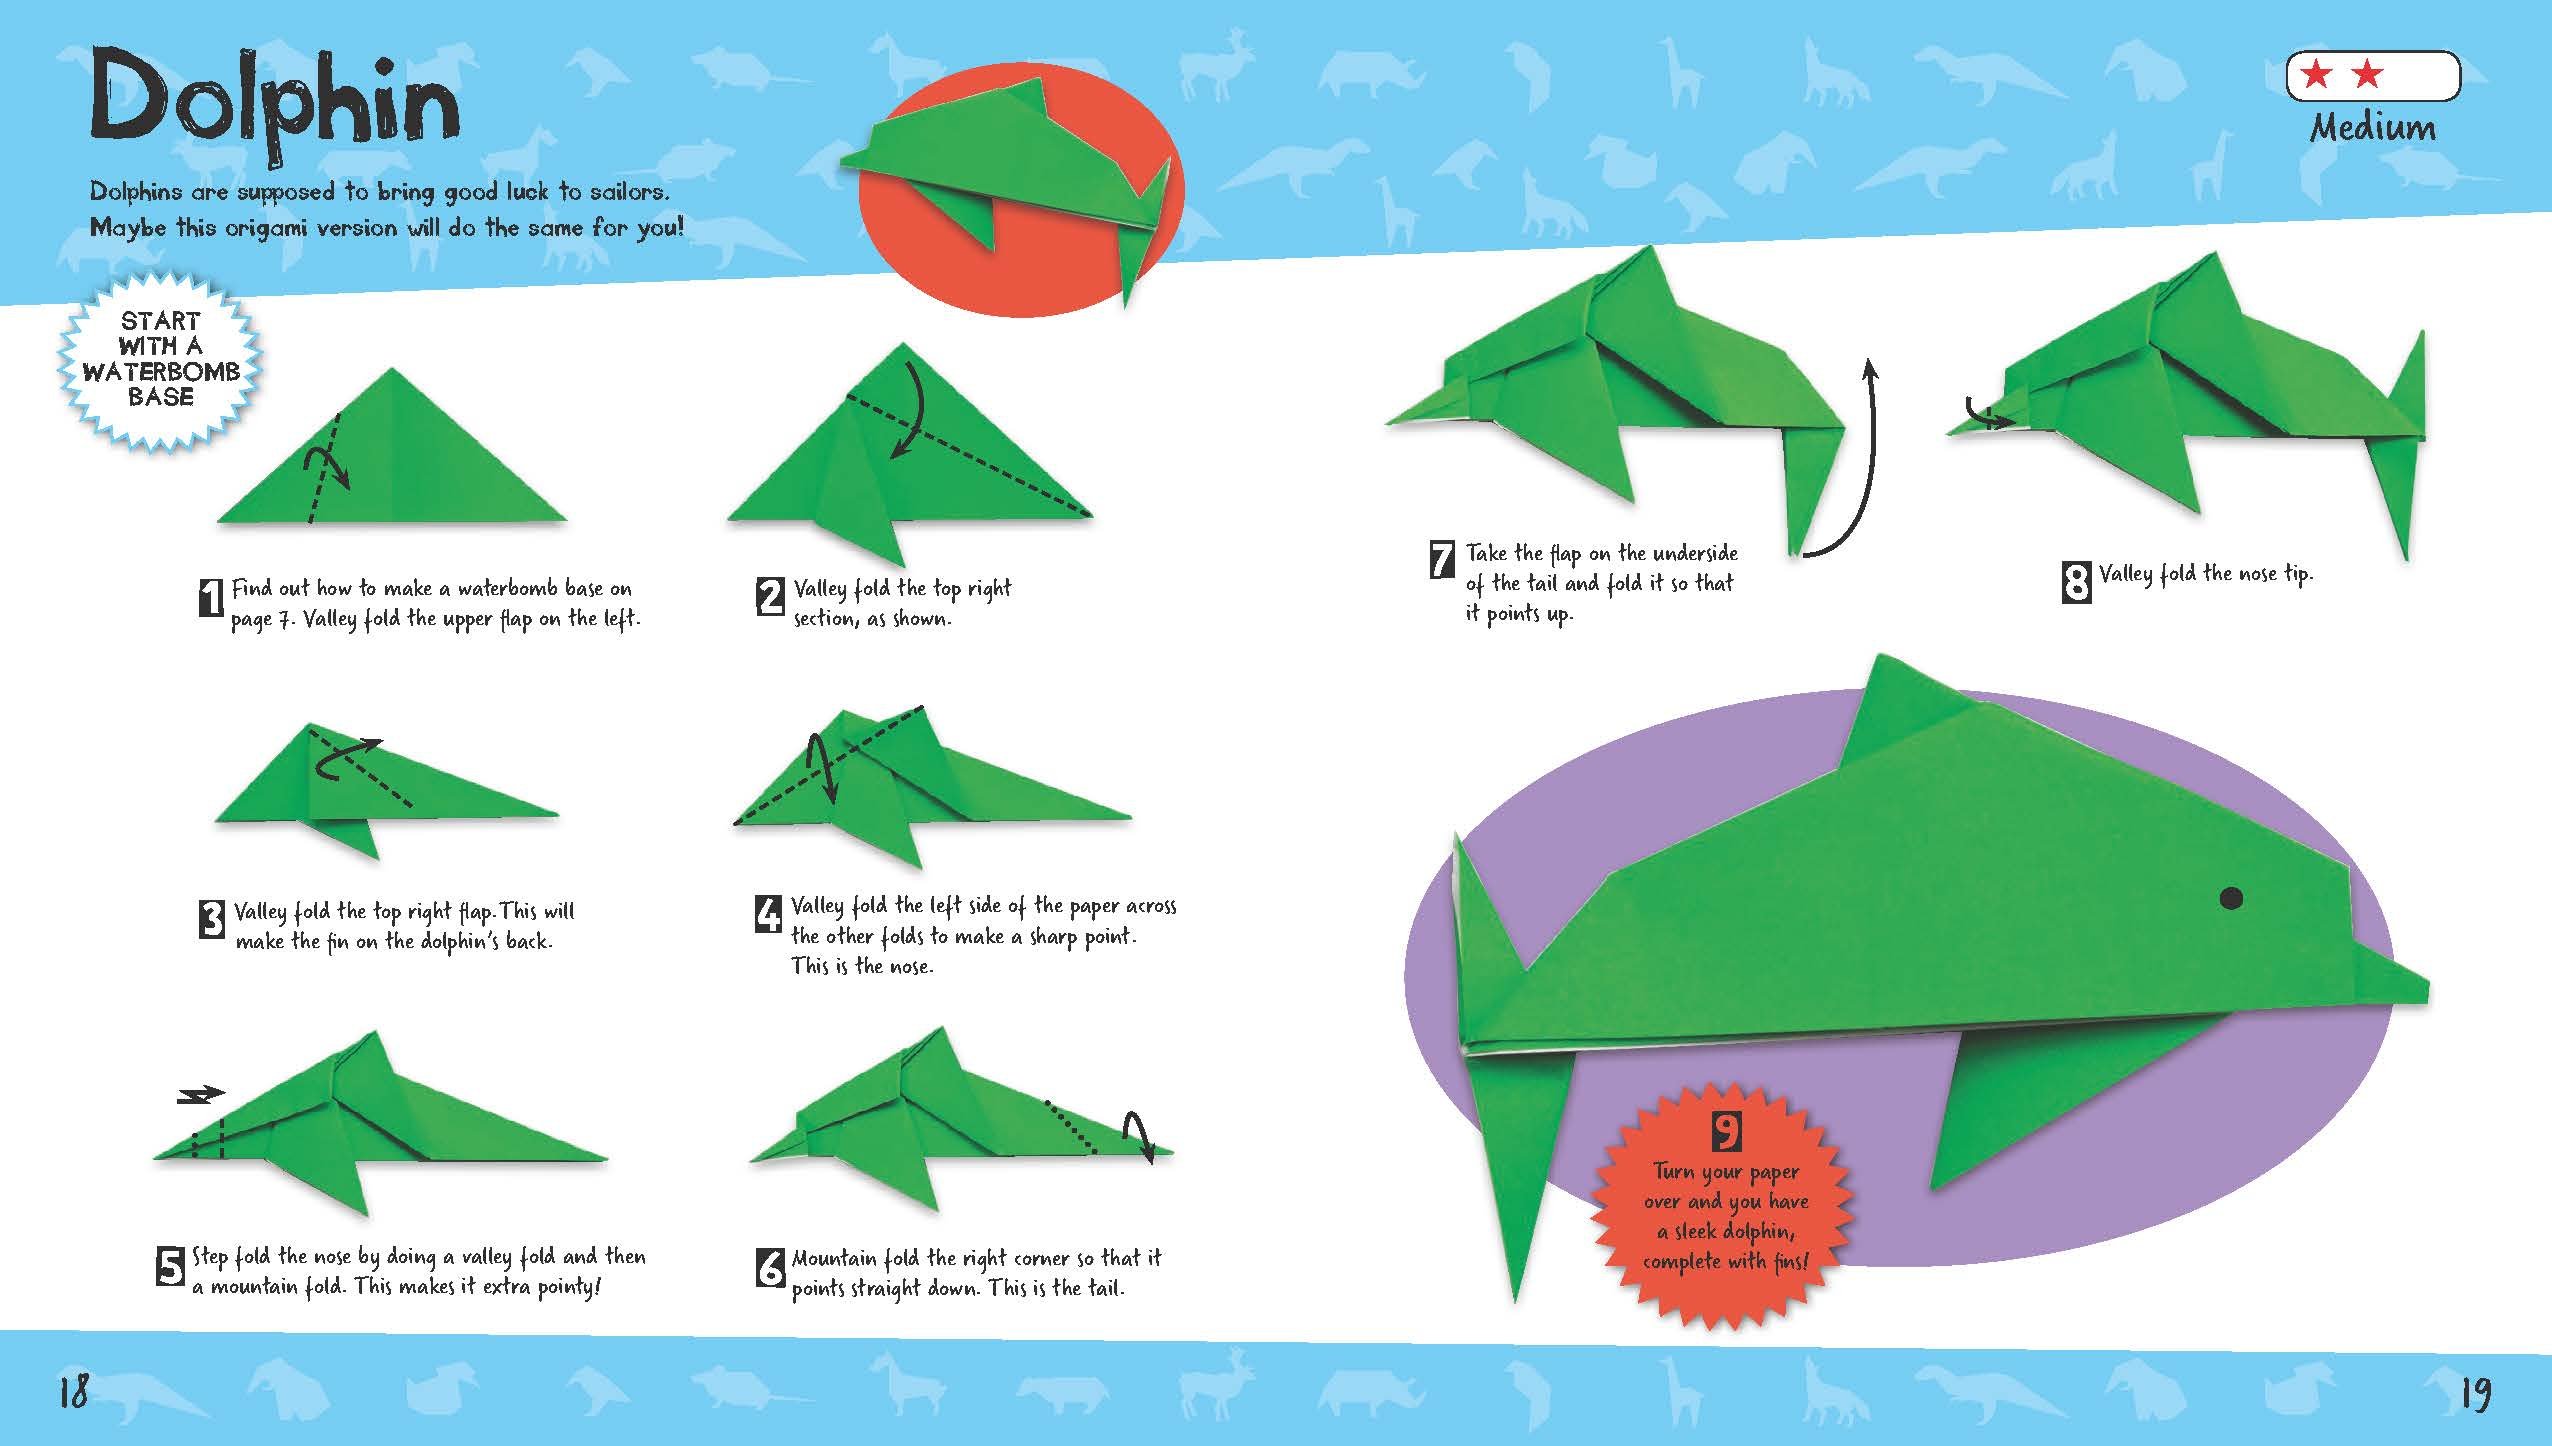 Dolphin
Dolphins are supposed to bring good luck to sailors.
Maybe this origami version will do the same for you!
START
WITH A
WATERBOMB
BASE
1 Find out how to make a waterbomb base on
page 7. Valley fold the upper flap on the left.
2 Valley fold the top right
section, as shown.
3 Valley fold the top right flap. This will
make the fin on the dolphin's back.
4 Valley fold the left side of the paper across
the other folds to make a sharp point.
This is the nose.
5 Step fold the nose by doing a valley fold and then
a mountain fold. This makes it extra pointy!
6 Mountain fold the right corner so that it
points straight down. This is the tail.
18
Medium
7 Take the flap on the underside
of the tail and fold it so that
it points up.
8 Valley fold the nose tip.
9
Turn your paper
over and you have
a sleek dolphin,
complete with fins!
19